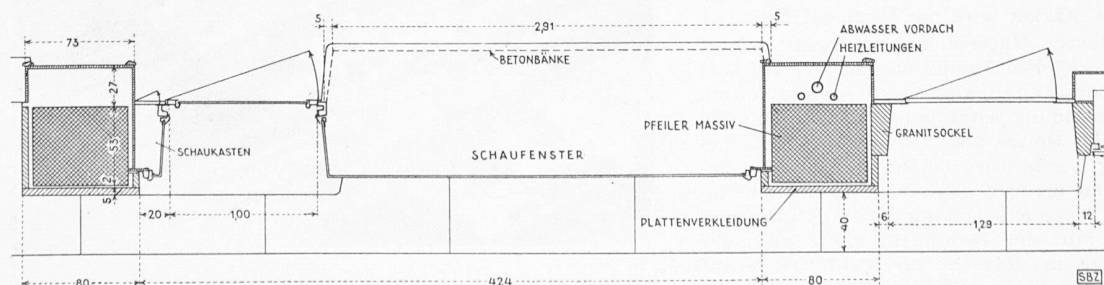 5
2,91
5
73
BETONBÄNKE
ABWASSER VORDACH
HEIZLEITUNGEN
27
53
2
5
SCHAUKASTEN
SCHAUFENSTER
PFEILER MASSIV
GRANITSOCKEL
PLATTENVERKLEIDUNG
20
1,00
40
6
1,29
12
80
424
80
SBZ